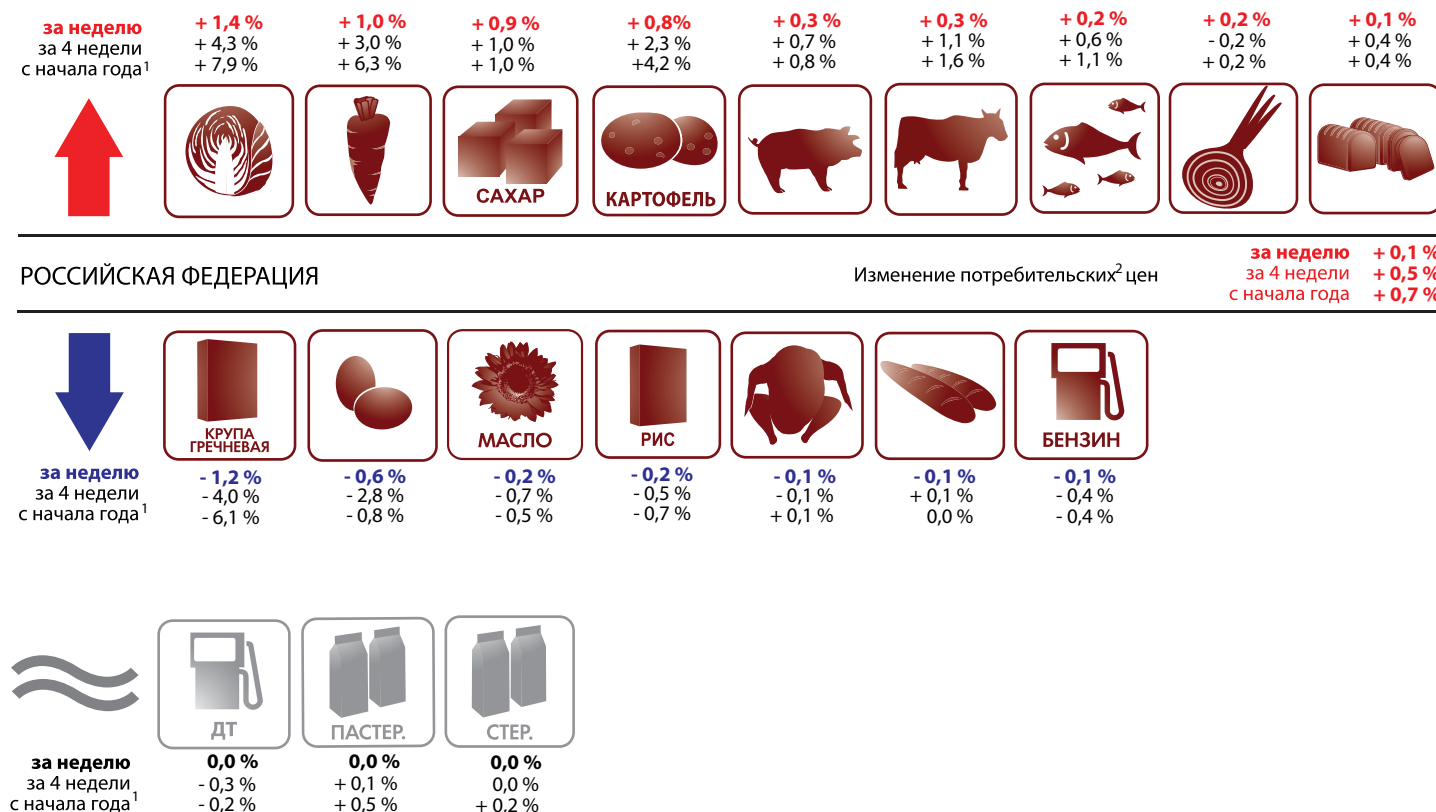 за неделю + 1,4 % + 1,0 % + 0,9 % + 0,8% + 0,3 % + 0,3 % + 0,2 % + 0,2 % + 0,1 %
за 4 недели + 4,3 % + 3,0 % + 1,0 % + 2,3 % + 0,7 % + 1,1 % + 0,6 % - 0,2 % + 0,4 %
с начала года1 + 7,9 % + 6,3 % + 1,0 % +4,2 % + 0,8 % + 1,6 % + 1,1 % + 0,2 % + 0,4 %
САХАР КАРТОФЕЛЬ
РОССИЙСКАЯ ФЕДЕРАЦИЯ
Изменение потребительских2 цен
за неделю + 0,1 %
за 4 недели + 0,5 %
с начала года + 0,7 %
КРУПА
ГРЕЧНЕВАЯ
МАСЛО РИС БЕНЗИН
за неделю - 1,2 % - 0,6 % - 0,2 % - 0,2 % - 0,1 % - 0,1 % - 0,1 %
за 4 недели - 4,0 % - 2,8 % - 0,7 % - 0,5 % - 0,1 % + 0,1 % - 0,4 %
с начала года1 - 6,1 % - 0,8 % - 0,5 % - 0,7 % + 0,1 % 0,0 % - 0,4 %
ДТ ПАСТЕР. СТЕР.
за неделю 0,0 % 0,0 % 0,0 %
за 4 недели - 0,3 % + 0,1 % 0,0 %
с начала года1 - 0,2 % + 0,5 % + 0,2 %